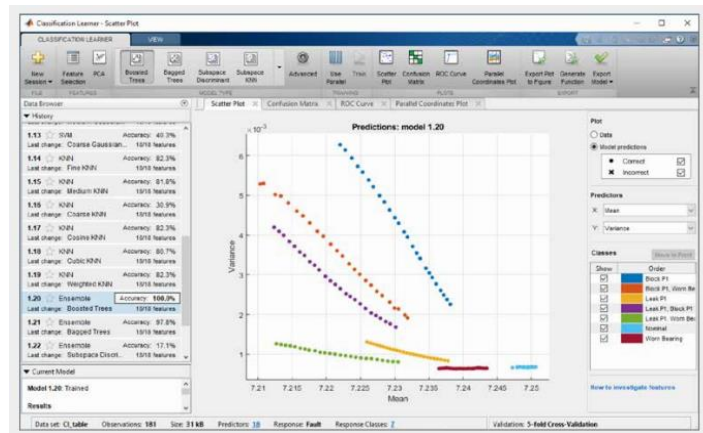 Classification Learner - Scatter Plot
CLASSIFICATION LEARNER
VIEW
New Session
Feature Selection
PCA
Boosted Trees
Bagged Trees
Subspace Discriminant
Subspace KNN
Advanced
Use Parallel
Train
Scatter Plot
Confusion Matrix
ROC Curve
Parallel Coordinates Plot
Export Plot to Figure
Generate Function
Export Model
FILE
FEATURES
MODEL TYPE
TRAINING
PLOTS
EXPORT
Data Browser
Scatter Plot
Confusion Matrix
ROC Curve
Parallel Coordinates Plot
History
1.13 SVM Accuracy: 40.3%
Last change: Coarse Gaussian... 18/18 features
1.14 KNN Accuracy: 82.3%
Last change: Fine KNN 18/18 features
1.15 KNN Accuracy: 81.8%
Last change: Medium KNN 18/18 features
1.16 KNN Accuracy: 30.9%
Last change: Coarse KNN 18/18 features
1.17 KNN Accuracy: 82.3%
Last change: Cosine KNN 18/18 features
1.18 KNN Accuracy: 80.7%
Last change: Cubic KNN 18/18 features
1.19 KNN Accuracy: 82.3%
Last change: Weighted KNN 18/18 features
1.20 Ensemble Accuracy: 100.0%
Last change: Boosted Trees 18/18 features
1.21 Ensemble Accuracy: 97.8%
Last change: Bagged Trees 18/18 features
1.22 Ensemble Accuracy: 17.1%
Last change: Subspace Discri... 18/18 features
Current Model
Model 1.20: Trained
Results
Predictions: model 1.20
×10⁻³
6
5
4
3
2
1
Variance
7.21 7.215 7.22 7.225 7.23 7.235 7.24 7.245 7.25
Mean
Plot
Data
Model predictions
Correct
Incorrect
Predictors
X: Mean
Y: Variance
Classes
Move to Front
Show Order
Block P1
Block P1, Worn Be
Leak P1
Leak P1, Block P1
Leak P1, Worn Bea
Normal
Worn Bearing
How to investigate features
Data set: CI_table Observations: 181 Size: 31 kB Predictors: 18 Response: Fault Response Classes: 7 Validation: 5-fold Cross-Validation